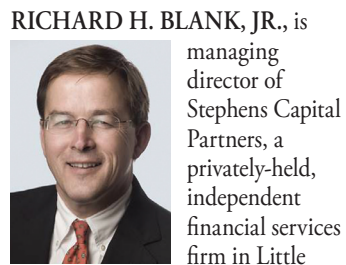 RICHARD H. BLANK, JR., is
managing
director of
Stephens Capital
Partners, a
privately-held,
independent
financial services
firm in Little